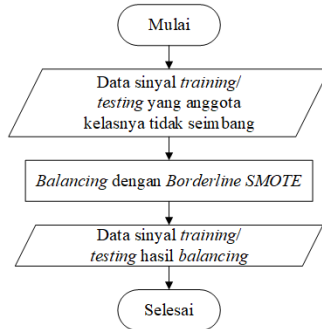 Mulai
Data sinyal training/
testing yang anggota
kelasnya tidak seimbang
Balancing dengan Borderline SMOTE
Data sinyal training/
testing hasil balancing
Selesai